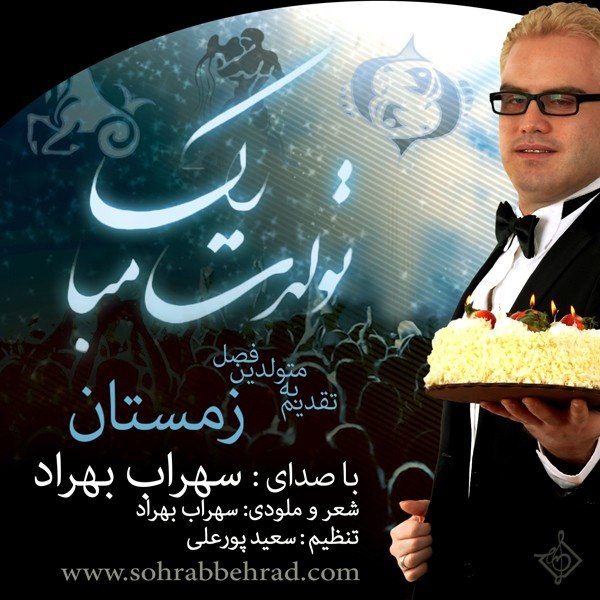 تولدت مبارک
تقدیم به متولدین فصل
زمستان
با صدای : سهراب بهراد
شعر و ملودی: سهراب بهراد
تنظیم : سعید پورعلی
www.sohrabbehrad.com